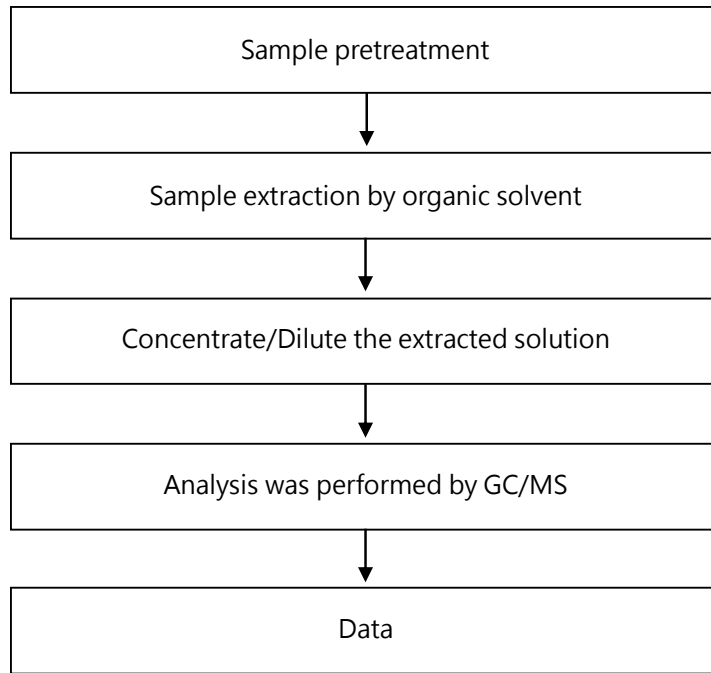 Sample pretreatment
Sample extraction by organic solvent
Concentrate/Dilute the extracted solution
Analysis was performed by GC/MS
Data